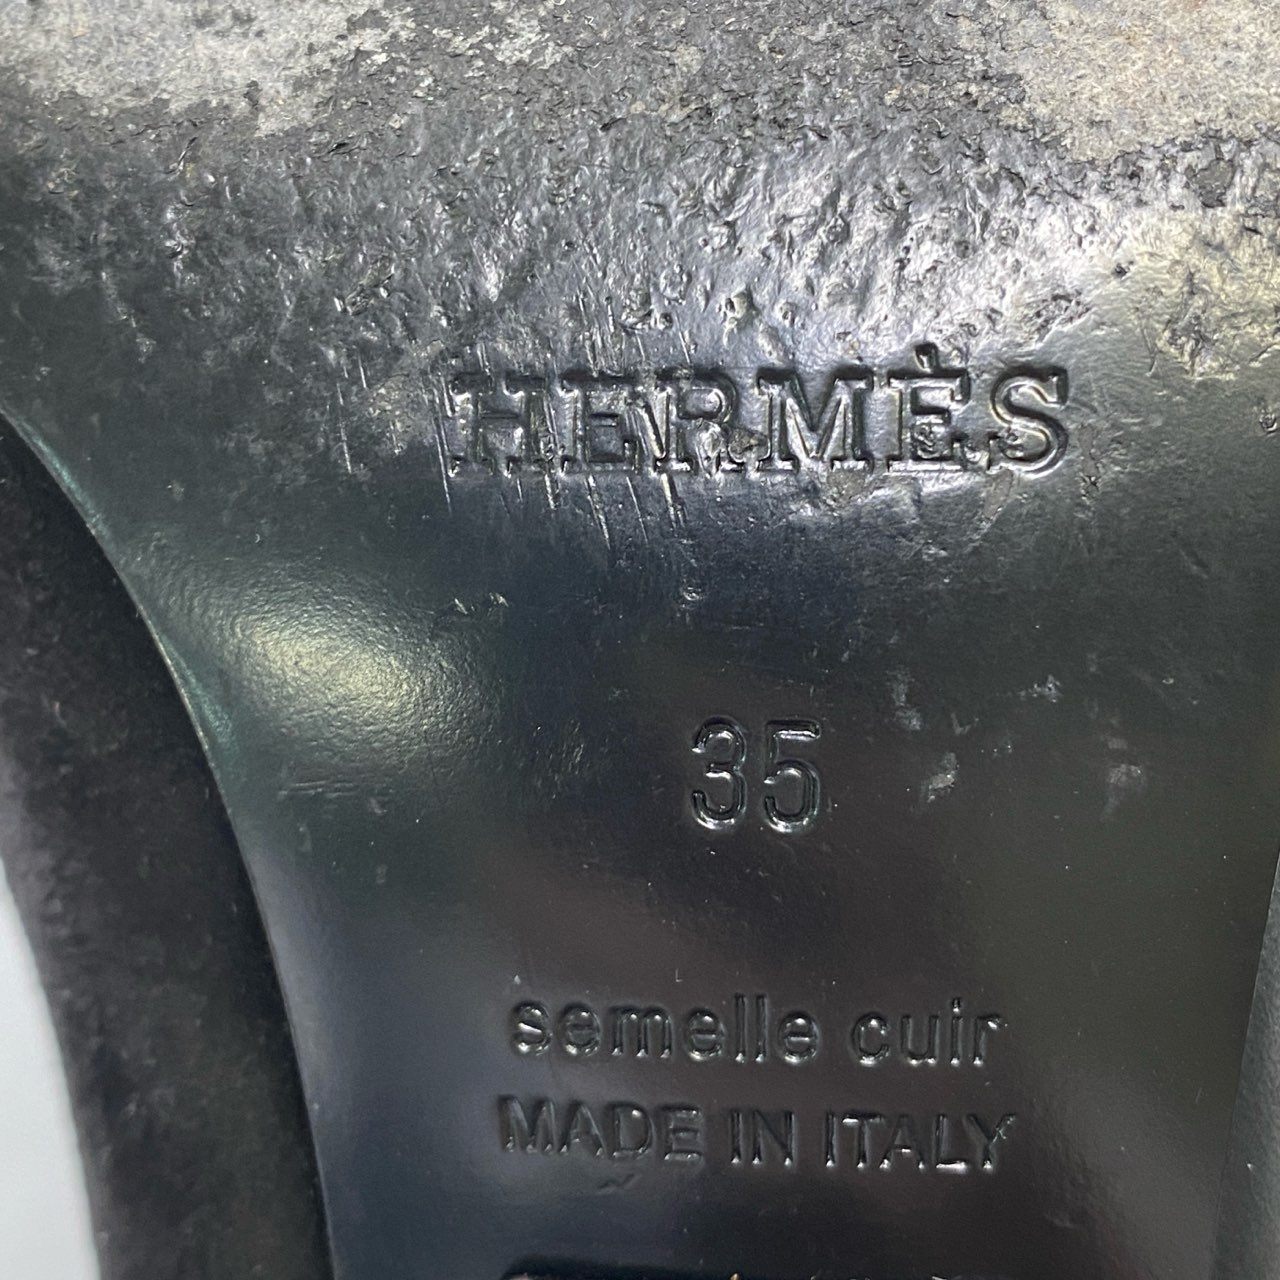 HERMÈS
35
semelle cuir
MADE IN ITALY